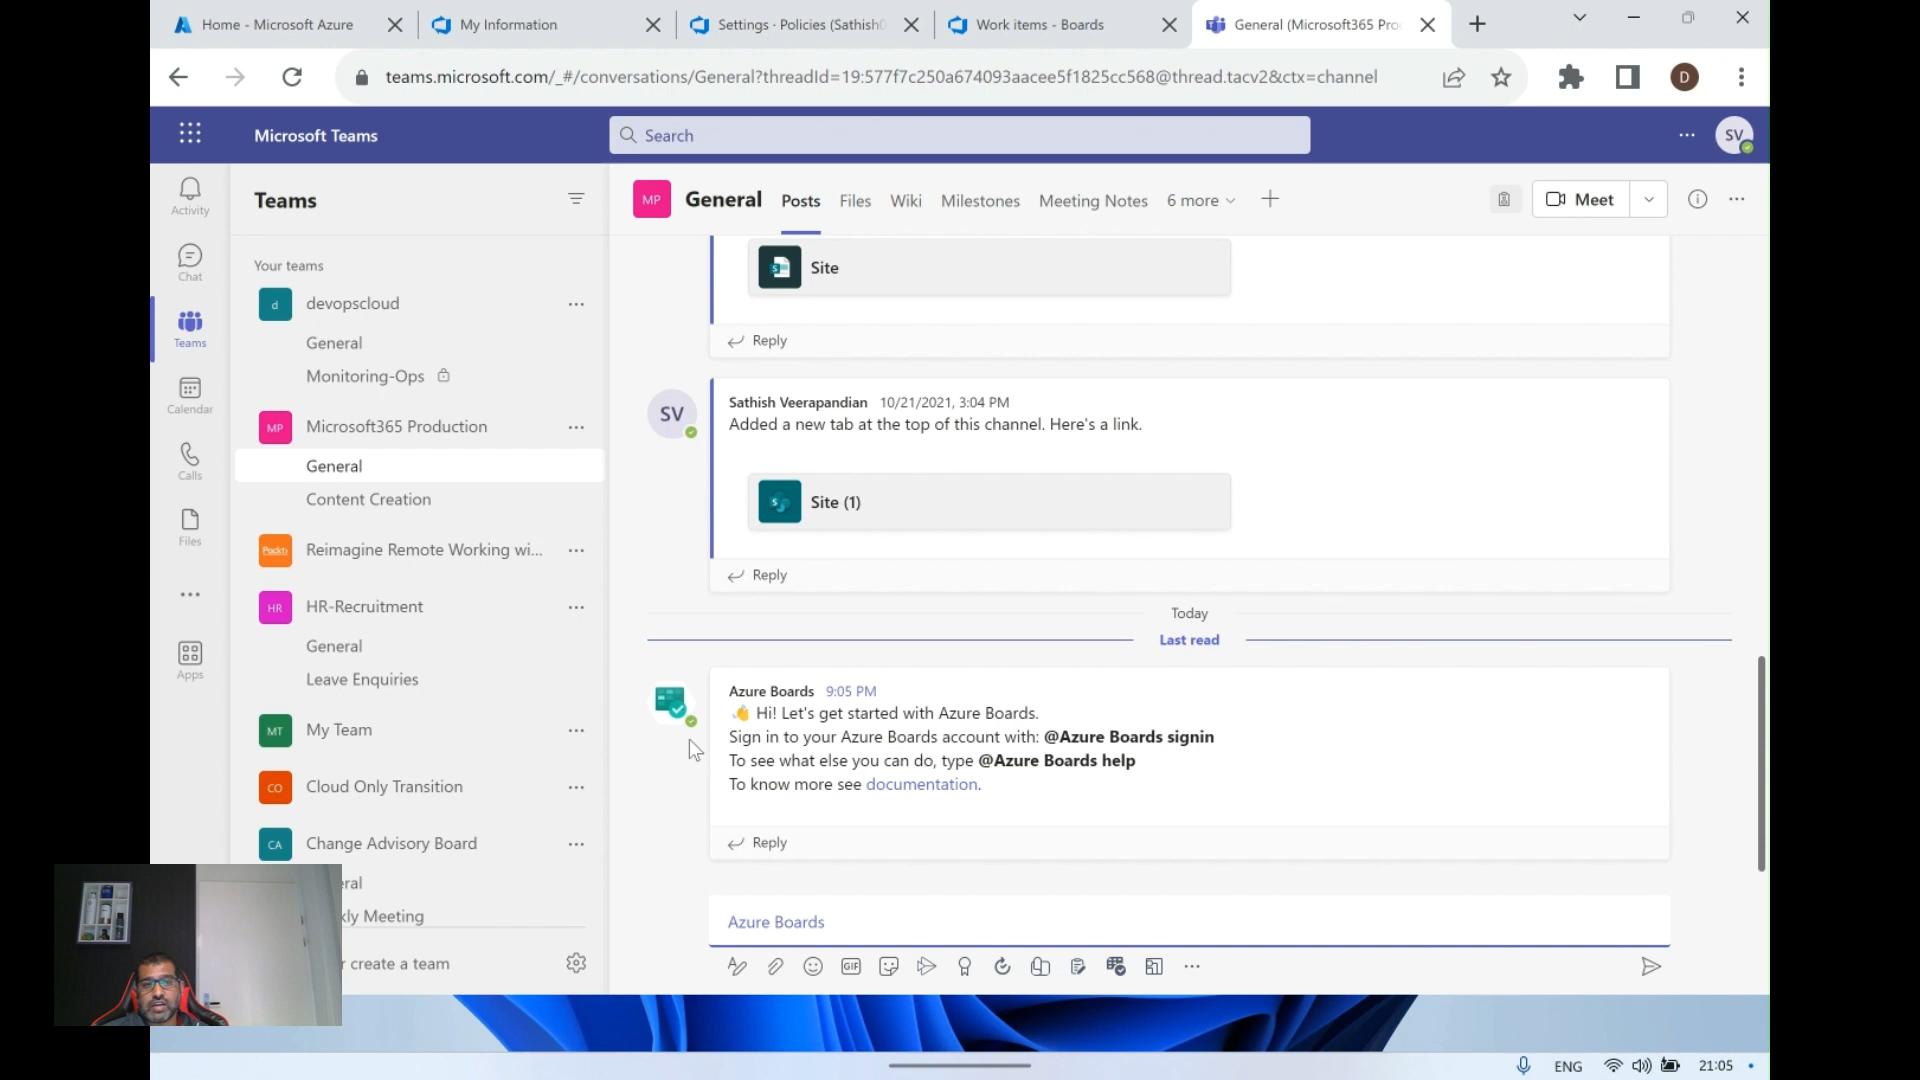 Home - Microsoft Azure
My Information
Settings · Policies (Sathish
Work items - Boards
General (Microsoft365 Pro
teams.microsoft.com/_#/conversations/General?threadId=19:577f7c250a674093aacee5f1825cc568@thread.tacv2&ctx=channel
D
Microsoft Teams
Search
SV
Activity
Chat
Teams
Calendar
Calls
Files
Apps
Teams
Your teams
d devopscloud
General
Monitoring-Ops
MP Microsoft365 Production
General
Content Creation
Packt Reimagine Remote Working wi...
HR HR-Recruitment
General
Leave Enquiries
MT My Team
CO Cloud Only Transition
CA Change Advisory Board
eral
kly Meeting
r create a team
MP General Posts Files Wiki Milestones Meeting Notes 6 more
Meet
Site
Reply
SV
Sathish Veerapandian 10/21/2021, 3:04 PM
Added a new tab at the top of this channel. Here's a link.
Site (1)
Reply
Today
Last read
Azure Boards 9:05 PM
👋 Hi! Let's get started with Azure Boards.
Sign in to your Azure Boards account with: @Azure Boards signin
To see what else you can do, type @Azure Boards help
To know more see documentation.
Reply
Azure Boards
GIF
ENG
21:05